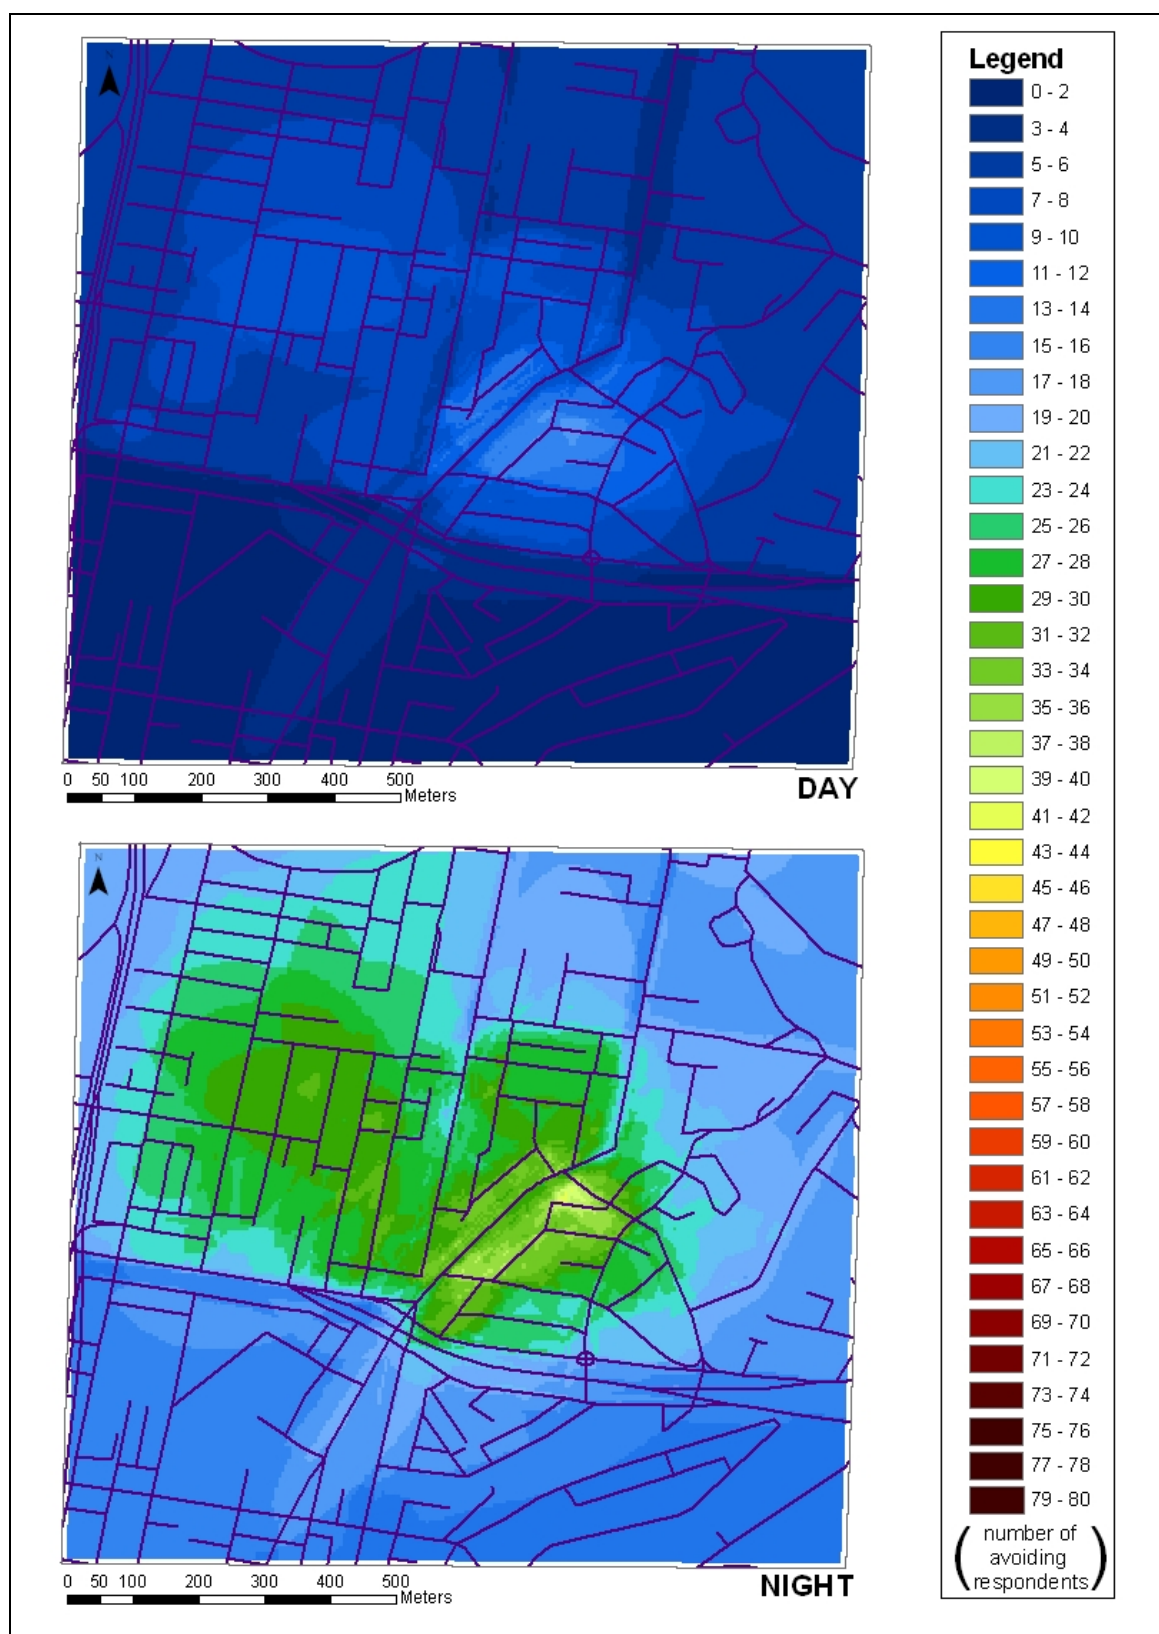 N
0 50 100 200 300 400 500
Meters
DAY
N
0 50 100 200 300 400 500
Meters
NIGHT
Legend
0 - 2
3 - 4
5 - 6
7 - 8
9 - 10
11 - 12
13 - 14
15 - 16
17 - 18
19 - 20
21 - 22
23 - 24
25 - 26
27 - 28
29 - 30
31 - 32
33 - 34
35 - 36
37 - 38
39 - 40
41 - 42
43 - 44
45 - 46
47 - 48
49 - 50
51 - 52
53 - 54
55 - 56
57 - 58
59 - 60
61 - 62
63 - 64
65 - 66
67 - 68
69 - 70
71 - 72
73 - 74
75 - 76
77 - 78
79 - 80
( number of
avoiding
respondents )